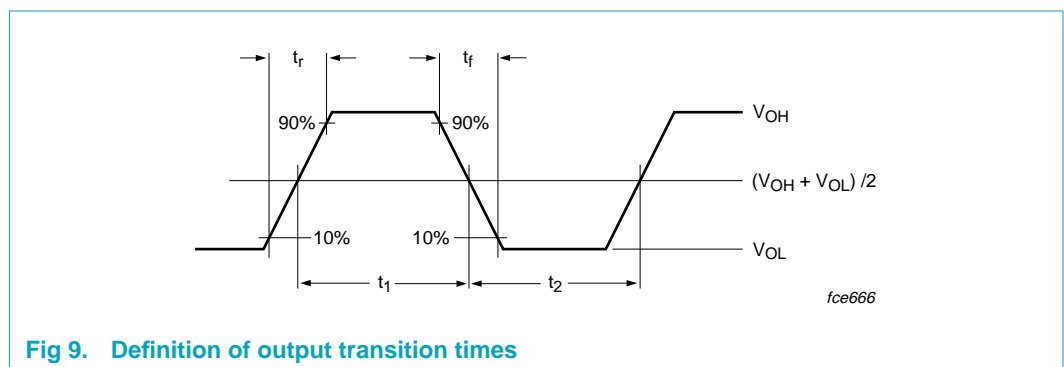 tr tf
90% 90% VOH
(VOH + VOL) /2
10% 10% VOL
t1 t2
fce666
Fig 9. Definition of output transition times